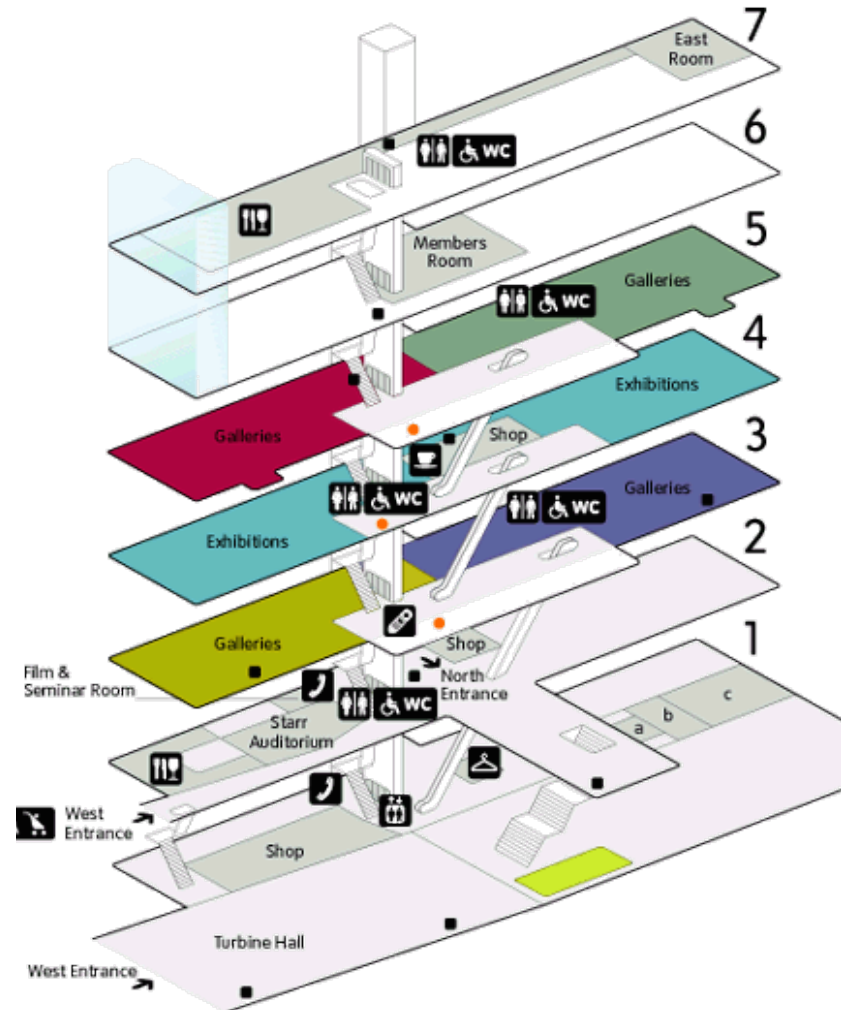 7
East
Room
WC
6
Members
Room
5
Galleries
WC
Galleries
4
Exhibitions
Shop
WC
Exhibitions
3
Galleries
WC
Galleries
2
Shop
North
Entrance
Film &
Seminar Room
WC
Starr
Auditorium
West
Entrance
1
c
b
a
Shop
Turbine Hall
West Entrance